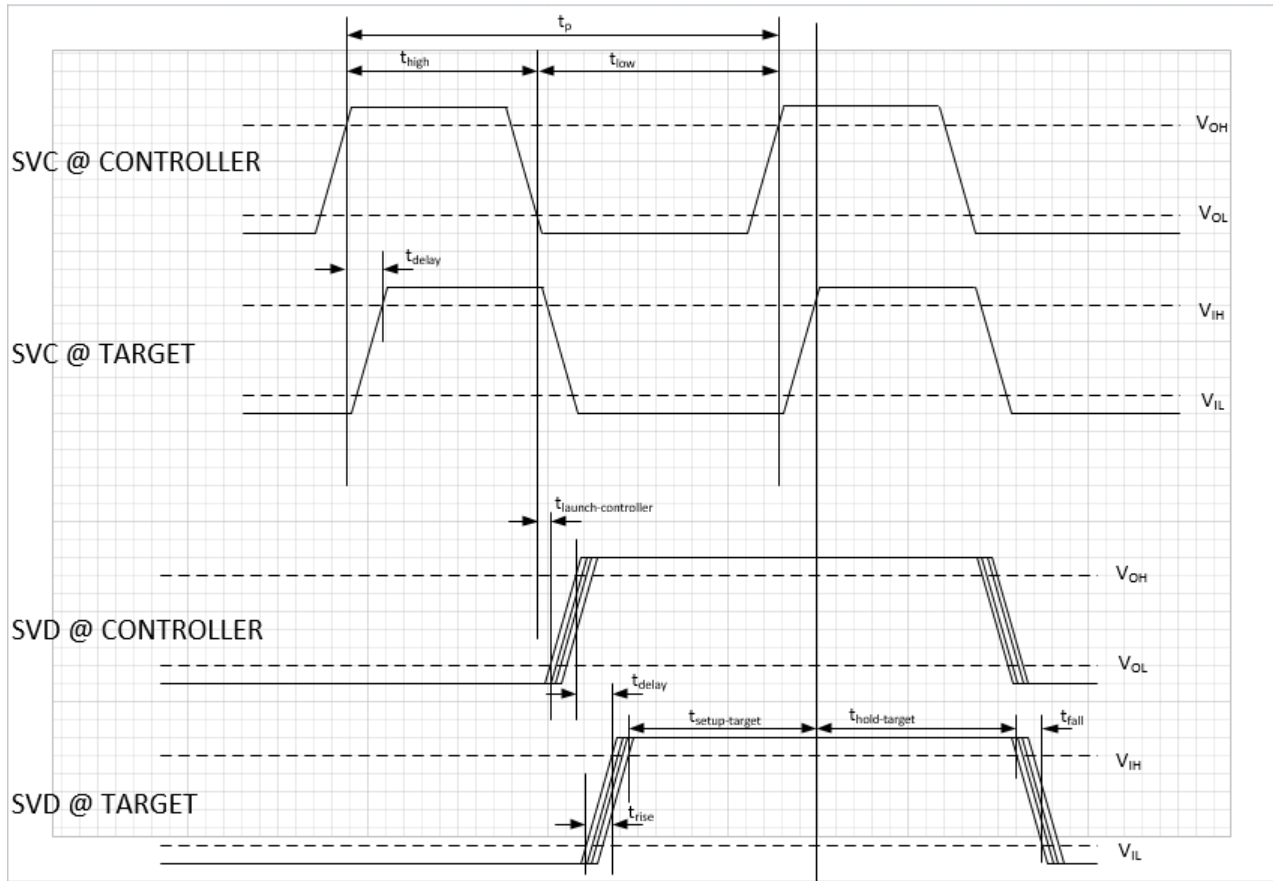 tp
thigh
tlow
VOH
SVC @ CONTROLLER
VOL
tdelay
VIH
SVC @ TARGET
VIL
tlaunch-controller
VOH
SVD @ CONTROLLER
VOL
tdelay
tsetup-target
thold-target
tfall
VIH
SVD @ TARGET
trise
VIL